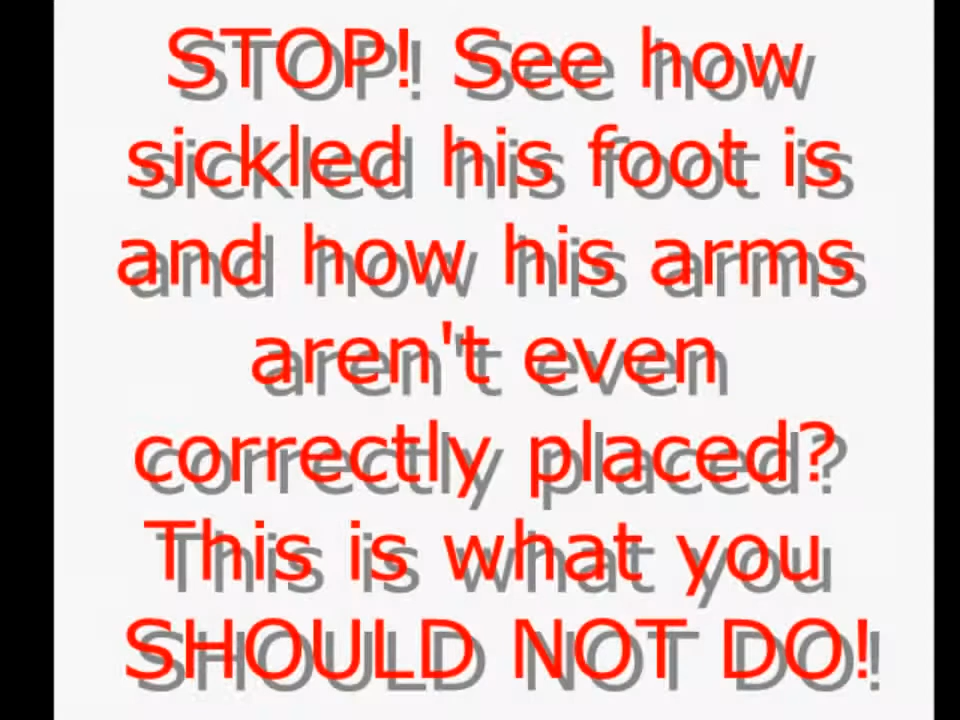 STOP! See how
sickled his foot is
and how his arms
aren't even
correctly placed?
This is what you
SHOULD NOT DO!